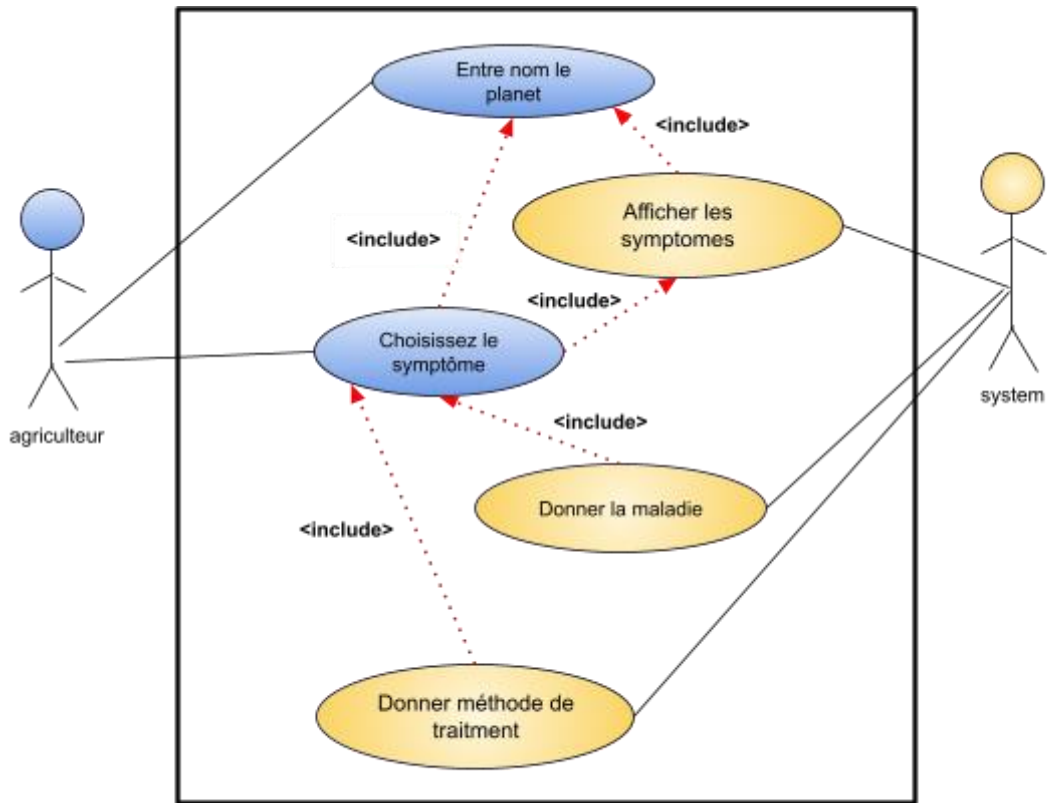 Entre nom le
planet
<include>
Afficher les
symptomes
<include>
<include>
Choisissez le
symptôme
agriculteur
system
<include>
Donner la maladie
<include>
Donner méthode de
traitment